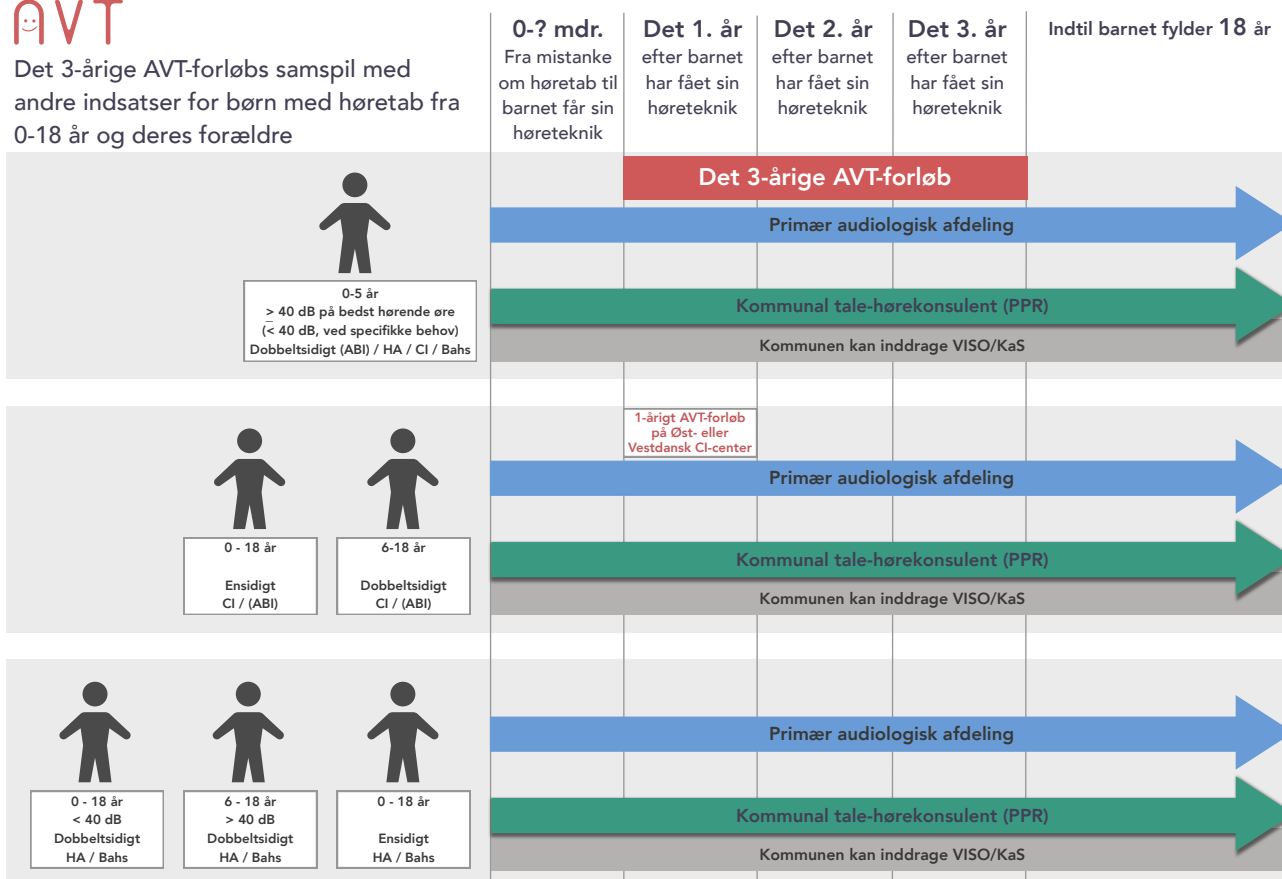 AVT
Det 3-årige AVT-forløbs samspil med
andre indsatser for børn med høretab fra
0-18 år og deres forældre
0-? mdr.
Fra mistanke
om høretab til
barnet får sin
høreteknik
Det 1. år
efter barnet
har fået sin
høreteknik
Det 2. år
efter barnet
har fået sin
høreteknik
Det 3. år
efter barnet
har fået sin
høreteknik
Indtil barnet fylder 18 år
Det 3-årige AVT-forløb
Primær audiologisk afdeling
0-5 år
> 40 dB på bedst hørende øre
(< 40 dB, ved specifikke behov)
Dobbeltsidigt (ABI) / HA / CI / Bahs
Kommunal tale-hørekonsulent (PPR)
Kommunen kan inddrage VISO/KaS
1-årigt AVT-forløb
på Øst- eller
Vestdansk CI-center
Primær audiologisk afdeling
0 - 18 år
Ensidigt
CI / (ABI)
6-18 år
Dobbeltsidigt
CI / (ABI)
Kommunal tale-hørekonsulent (PPR)
Kommunen kan inddrage VISO/KaS
Primær audiologisk afdeling
0 - 18 år
< 40 dB
Dobbeltsidigt
HA / Bahs
6 - 18 år
> 40 dB
Dobbeltsidigt
HA / Bahs
0 - 18 år
Ensidigt
HA / Bahs
Kommunal tale-hørekonsulent (PPR)
Kommunen kan inddrage VISO/KaS